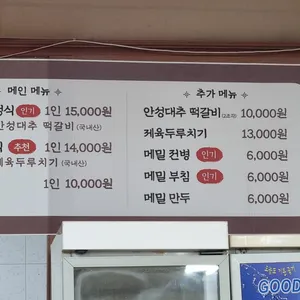 메인 메뉴
정식 인기 1인 15,000원
안성대추 떡갈비 (국내산)
추천 1인 14,000원
제육두루치기 (국내산)
1인 10,000원
추가 메뉴
안성대추 떡갈비 10,000원
제육두루치기 13,000원
메밀 전병 인기 6,000원
메밀 부침 인기 6,000원
메밀 만두 6,000원
GOOD